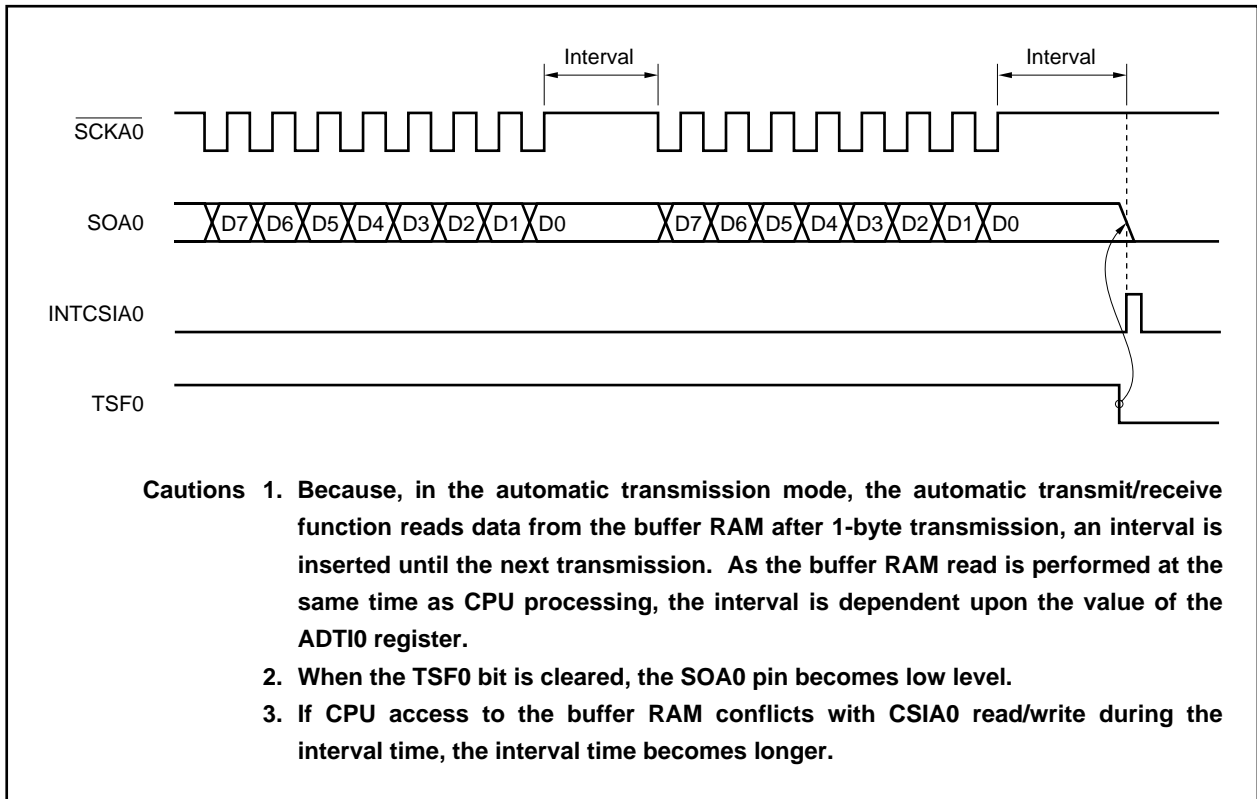 Interval Interval
SCKA0
SOA0 D7 D6 D5 D4 D3 D2 D1 D0 D7 D6 D5 D4 D3 D2 D1 D0
INTCSIA0
TSF0
Cautions 1. Because, in the automatic transmission mode, the automatic transmit/receive
function reads data from the buffer RAM after 1-byte transmission, an interval is
inserted until the next transmission. As the buffer RAM read is performed at the
same time as CPU processing, the interval is dependent upon the value of the
ADTI0 register.
2. When the TSF0 bit is cleared, the SOA0 pin becomes low level.
3. If CPU access to the buffer RAM conflicts with CSIA0 read/write during the
interval time, the interval time becomes longer.